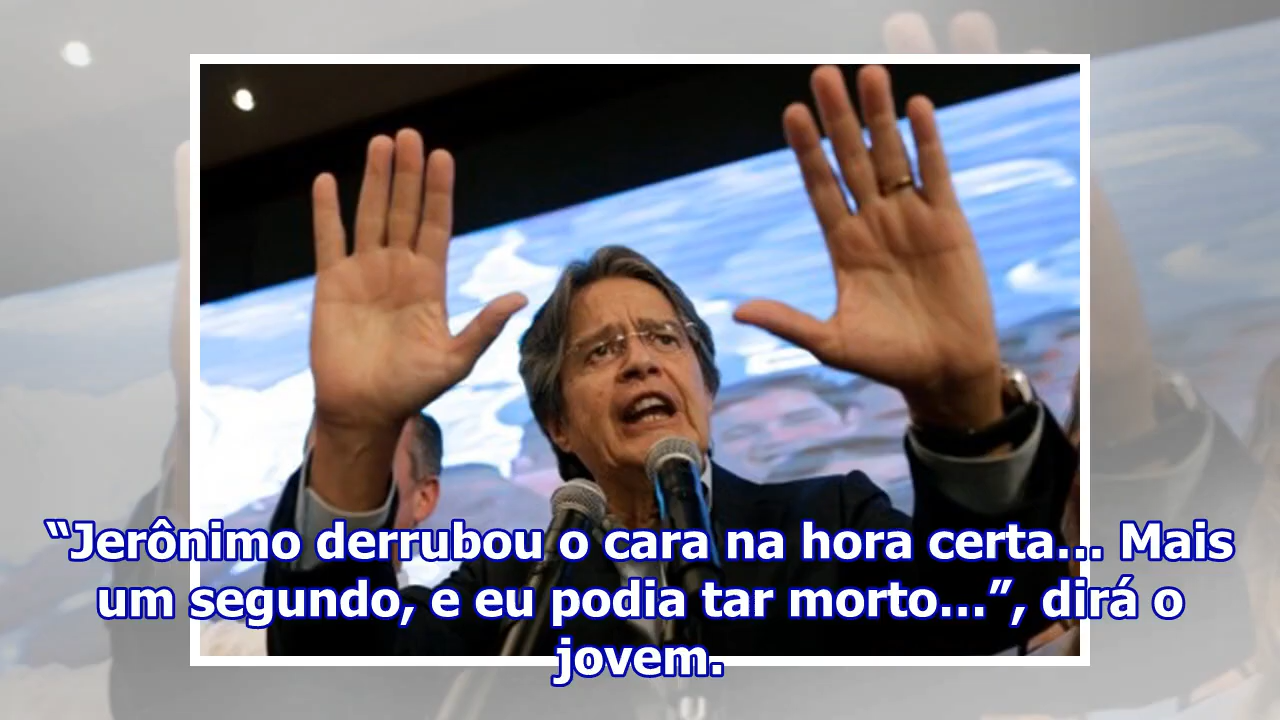 “Jerônimo derrubou o cara na hora certa... Mais
um segundo, e eu podia tar morto...”, dirá o
jovem.